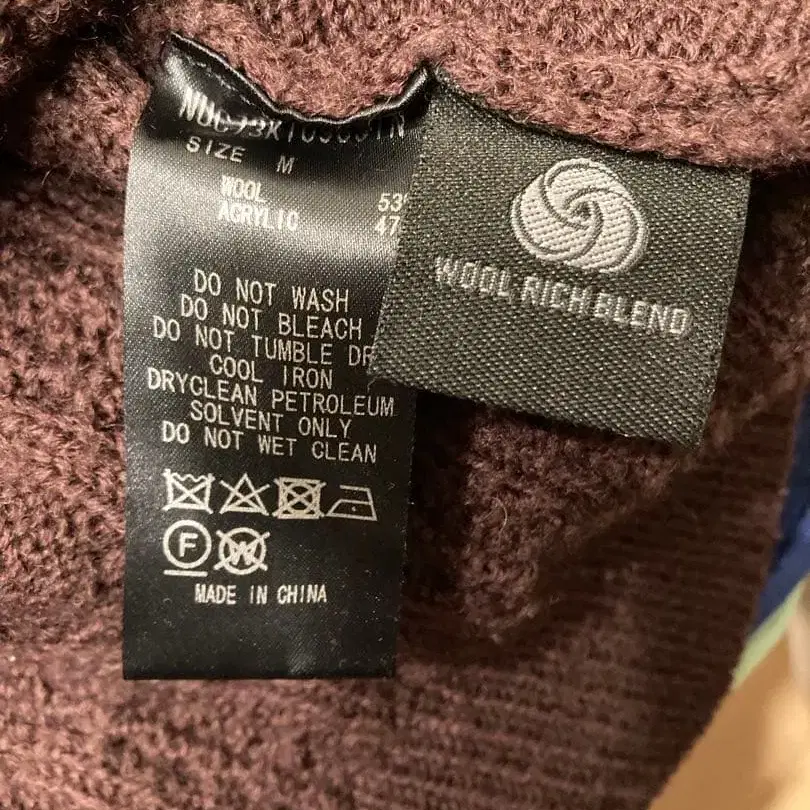 SIZE M
WOOL 53%
ACRYLIC 47
DO NOT WASH
DO NOT BLEACH
DO NOT TUMBLE DR
COOL IRON
DRYCLEAN PETROLEUM
SOLVENT ONLY
DO NOT WET CLEAN
F W
MADE IN CHINA
WOOL RICH BLEND